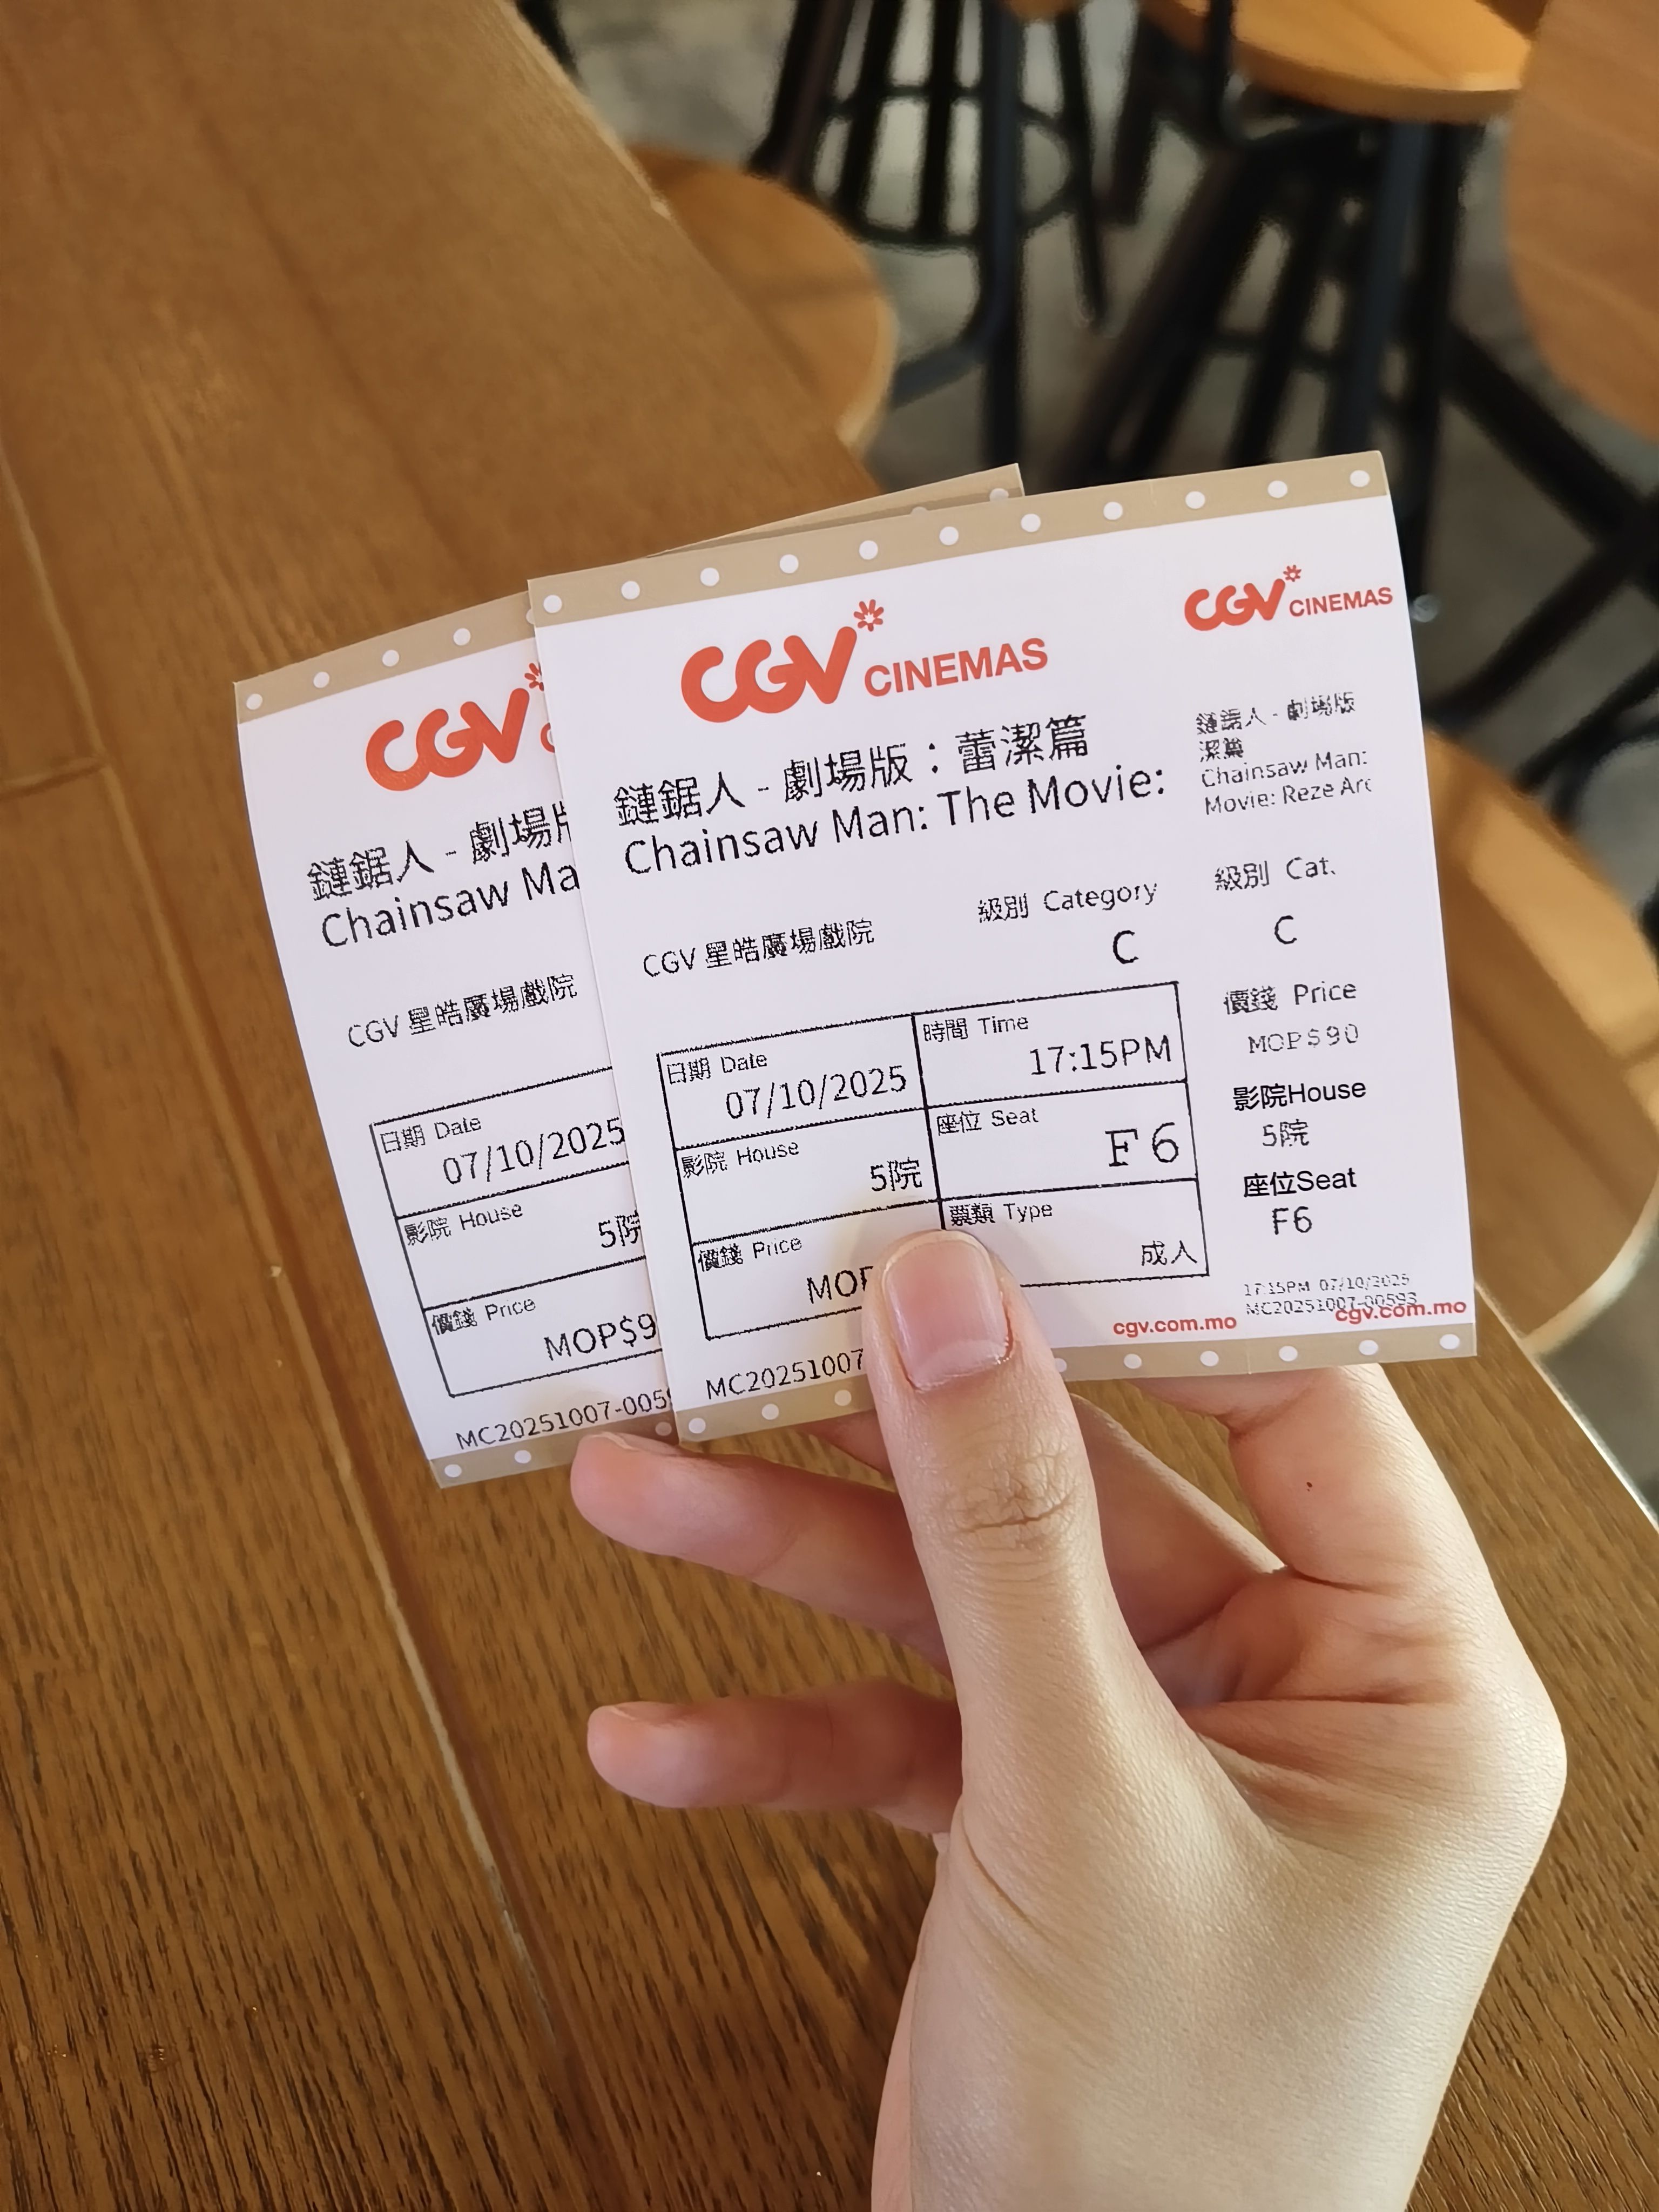 CGV
鏈鋸人 - 劇場版
Chainsaw Ma
CGV 星皓廣場戲院
日期 Date
07/10/2025
影院 House
5院
價錢 Price
MOP$9
MC20251007-005
CGV CINEMAS
鏈鋸人 - 劇場版：蕾潔篇
Chainsaw Man: The Movie:
CGV 星皓廣場戲院
級別 Category
C
日期 Date
07/10/2025
時間 Time
17:15PM
影院 House
5院
座位 Seat
F6
價錢 Price
MOP
票類 Type
成人
MC20251007
cgv.com.mo
CGV CINEMAS
鏈鋸人 - 劇場版
潔篇
Chainsaw Man:
Movie: Reze Arc
級別 Cat.
C
價錢 Price
MOP$90
影院House
5院
座位Seat
F6
17:15PM 07/10/2025
MC20251007-00593
cgv.com.mo